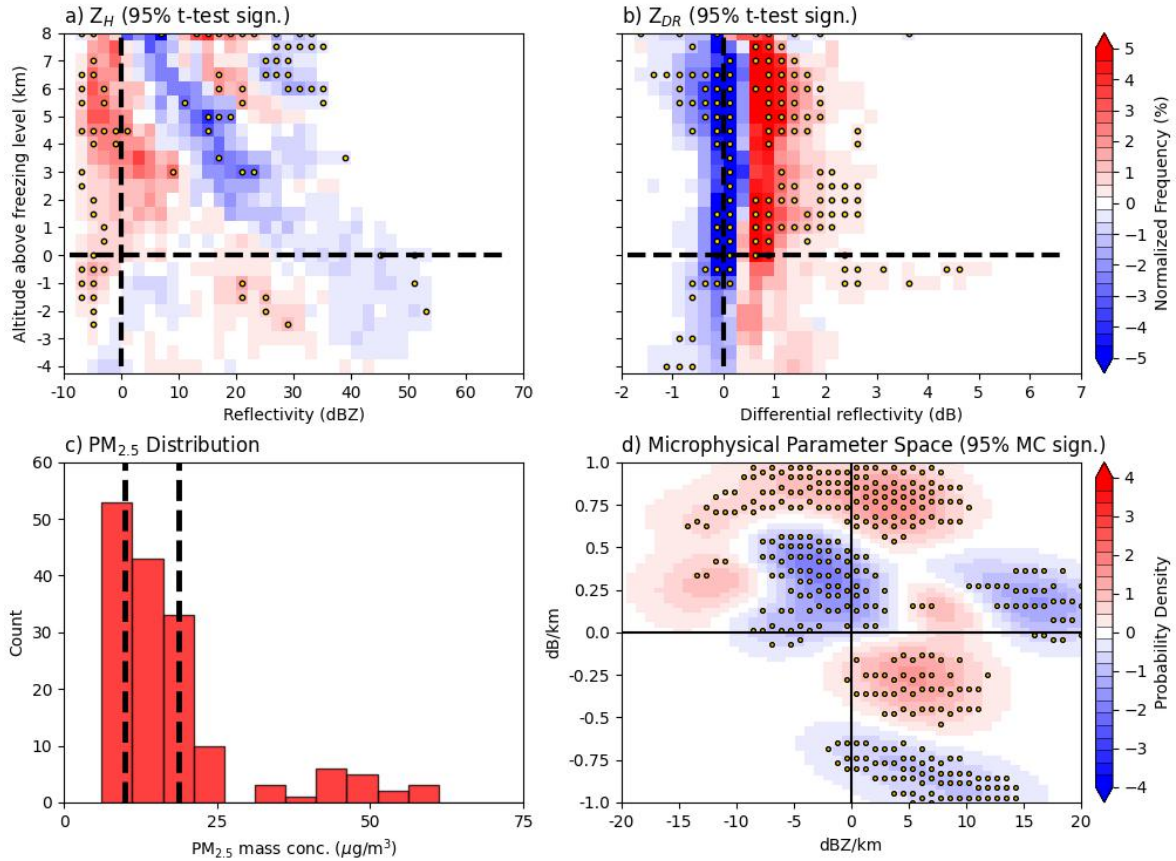 a) Z_H (95% t-test sign.)
b) Z_DR (95% t-test sign.)
Altitude above freezing level (km)
8
7
6
5
4
3
2
1
0
−1
−2
−3
−4
-10 0 10 20 30 40 50 60 70
Reflectivity (dBZ)
-2 -1 0 1 2 3 4 5 6 7
Differential reflectivity (dB)
5
4
3
2
1
0
−1
−2
−3
−4
−5
Normalized Frequency (%)
c) PM2.5 Distribution
d) Microphysical Parameter Space (95% MC sign.)
Count
60
50
40
30
20
10
0
0 25 50 75
PM2.5 mass conc. (μg/m³)
dB/km
1.0
0.75
0.5
0.25
0.0
-0.25
-0.5
-0.75
-1.0
-20 -15 -10 -5 0 5 10 15 20
dBZ/km
4
3
2
1
0
−1
−2
−3
−4
Probability Density